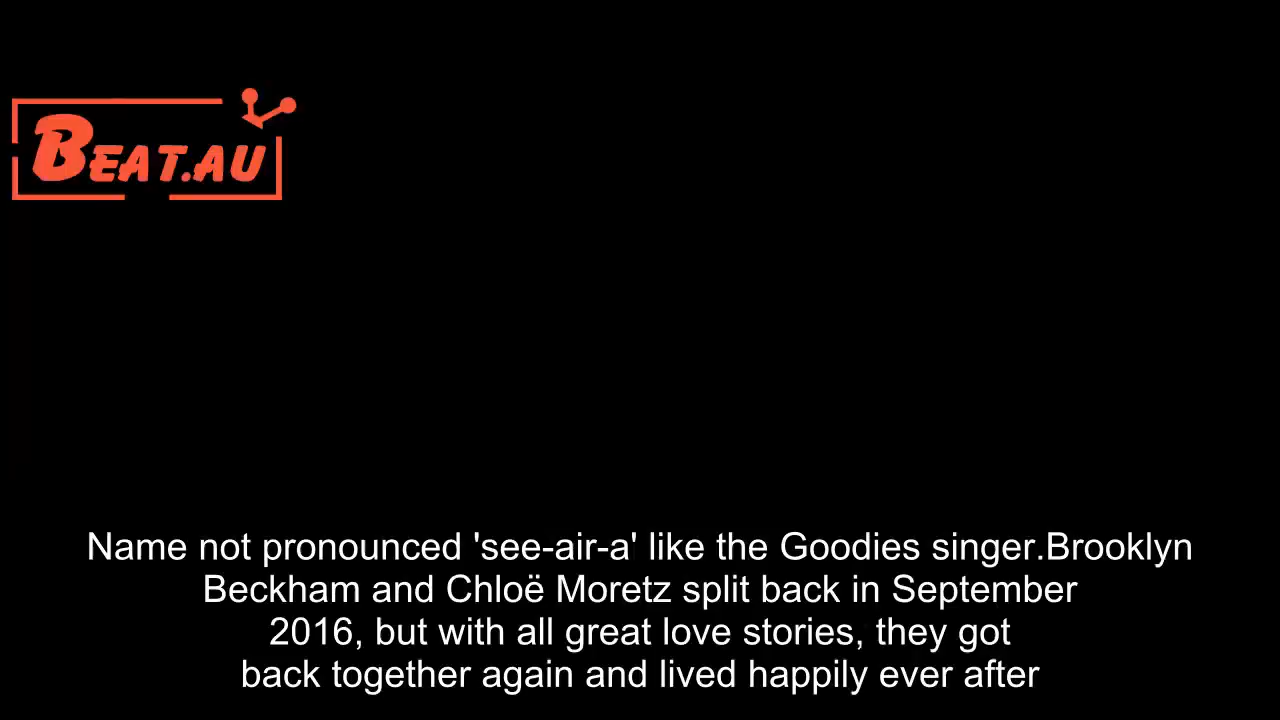 BEAT.AU
Name not pronounced 'see-air-a' like the Goodies singer.Brooklyn
Beckham and Chloë Moretz split back in September
2016, but with all great love stories, they got
back together again and lived happily ever after